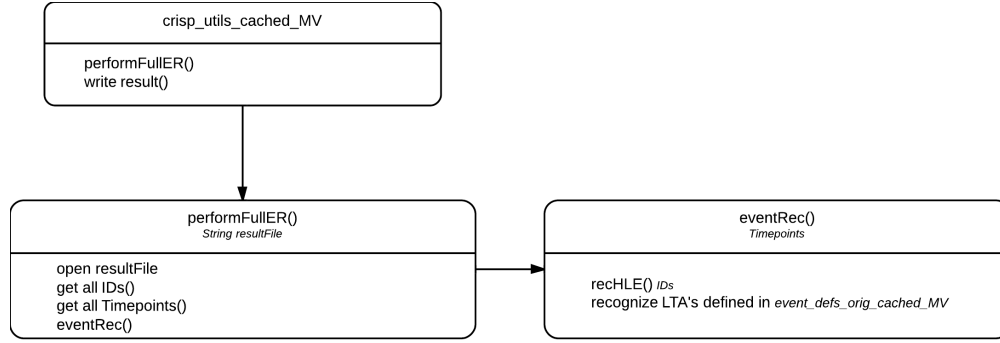 crisp_utils_cached_MV
performFullER()
write result()
performFullER()
String resultFile
open resultFile
get all IDs()
get all Timepoints()
eventRec()
eventRec()
Timepoints
recHLE() IDs
recognize LTA's defined in event_defs_orig_cached_MV